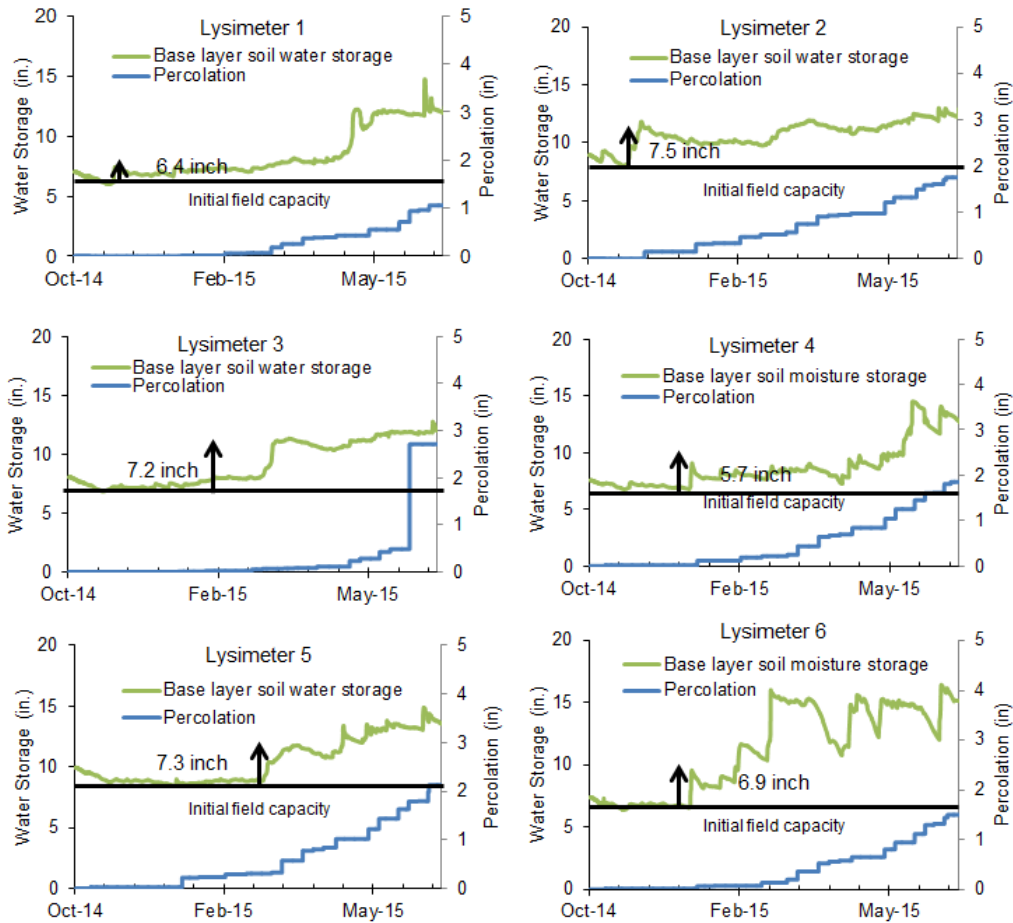 Lysimeter 1
Base layer soil water storage
Percolation
Water Storage (in.)
Percolation (in)
20
15
10
5
0
5
4
3
2
1
0
6.4 inch
Initial field capacity
Oct-14
Feb-15
May-15
Lysimeter 2
Base layer soil water storage
Percolation
Water Storage (in.)
Percolation (in)
20
15
10
5
0
5
4
3
2
1
0
7.5 inch
Initial field capacity
Oct-14
Feb-15
May-15
Lysimeter 3
Base layer soil water storage
Percolation
Water Storage (in.)
Percolation (in)
20
15
10
5
0
5
4
3
2
1
0
7.2 inch
Oct-14
Feb-15
May-15
Lysimeter 4
Base layer soil moisture storage
Percolation
Water Storage (in.)
Percolation (in)
20
15
10
5
0
5
4
3
2
1
0
5.7 inch
Initial field capacity
Oct-14
Feb-15
May-15
Lysimeter 5
Base layer soil water storage
Percolation
Water Storage (in.)
Percolation (in)
20
15
10
5
0
5
4
3
2
1
0
7.3 inch
Initial field capacity
Oct-14
Feb-15
May-15
Lysimeter 6
Base layer soil moisture storage
Percolation
Water Storage (in.)
Percolation (in)
20
15
10
5
0
5
4
3
2
1
0
6.9 inch
Initial field capacity
Oct-14
Feb-15
May-15